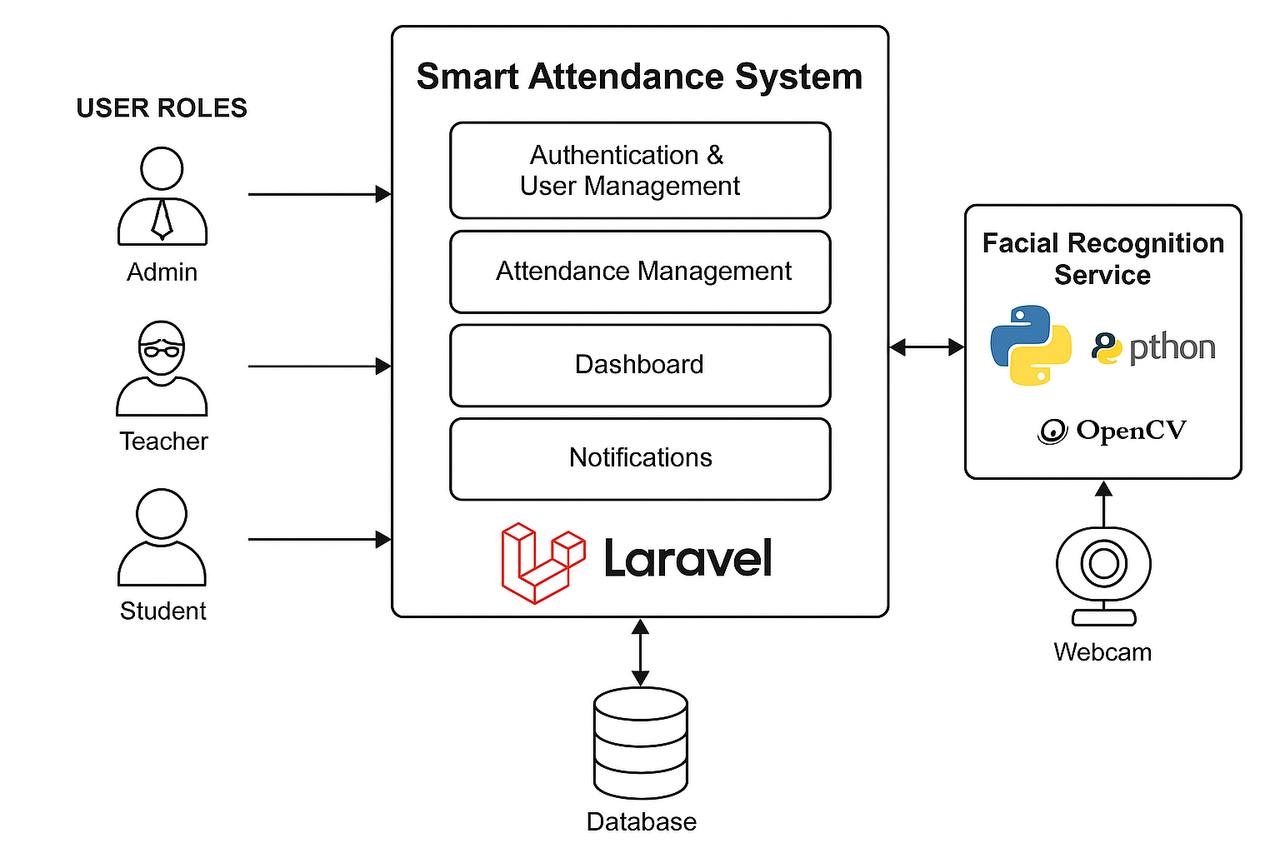 Smart Attendance System
USER ROLES
Admin
Teacher
Student
Authentication &
User Management
Attendance Management
Dashboard
Notifications
Laravel
Facial Recognition
Service
pthon
OpenCV
Webcam
Database